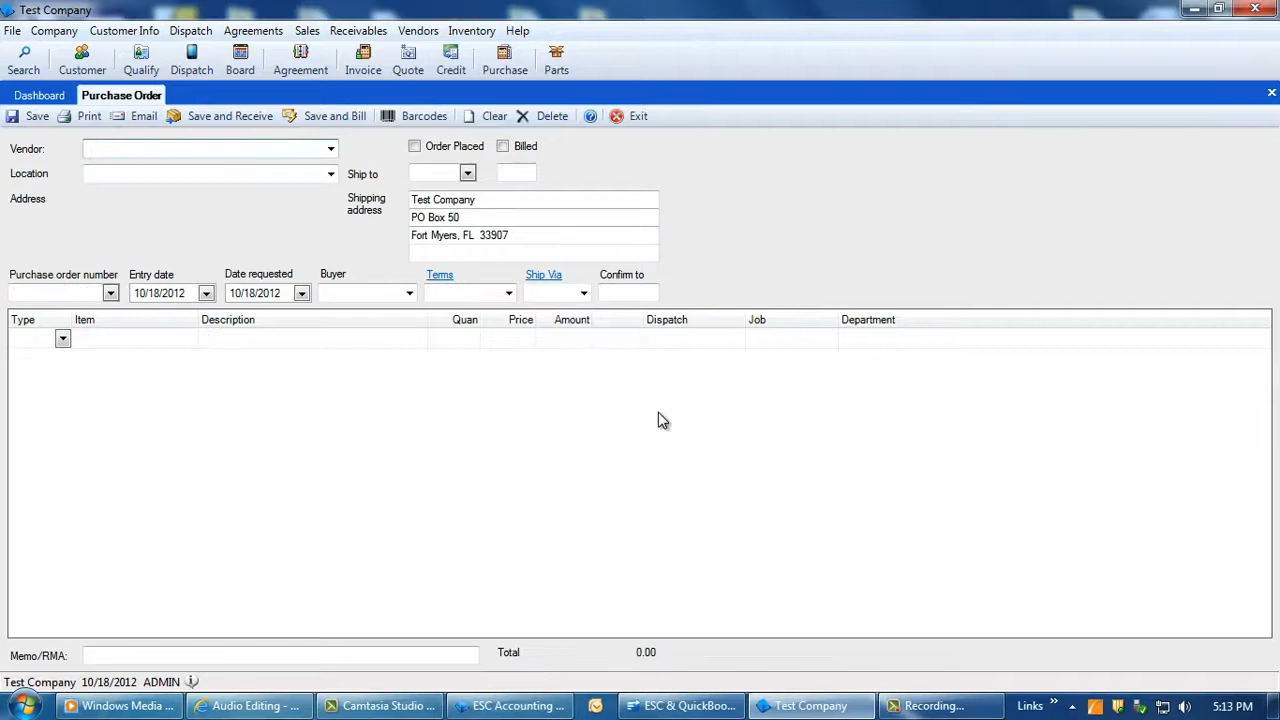 Test Company
File Company Customer Info Dispatch Agreements Sales Receivables Vendors Inventory Help
Search Customer Qualify Dispatch Board Agreement Invoice Quote Credit Purchase Parts
Dashboard Purchase Order
Save Print Email Save and Receive Save and Bill Barcodes Clear Delete Exit
Vendor: Order Placed Billed
Location Ship to
Address Shipping address Test Company
PO Box 50
Fort Myers, FL 33907
Purchase order number Entry date Date requested Buyer Terms Ship Via Confirm to
10/18/2012 10/18/2012
Type Item Description Quan Price Amount Dispatch Job Department
Memo/RMA: Total 0.00
Test Company 10/18/2012 ADMIN
Windows Media ... Audio Editing - ... Camtasia Studio ... ESC Accounting ... ESC & QuickBoo... Test Company Recording... Links 5:13 PM